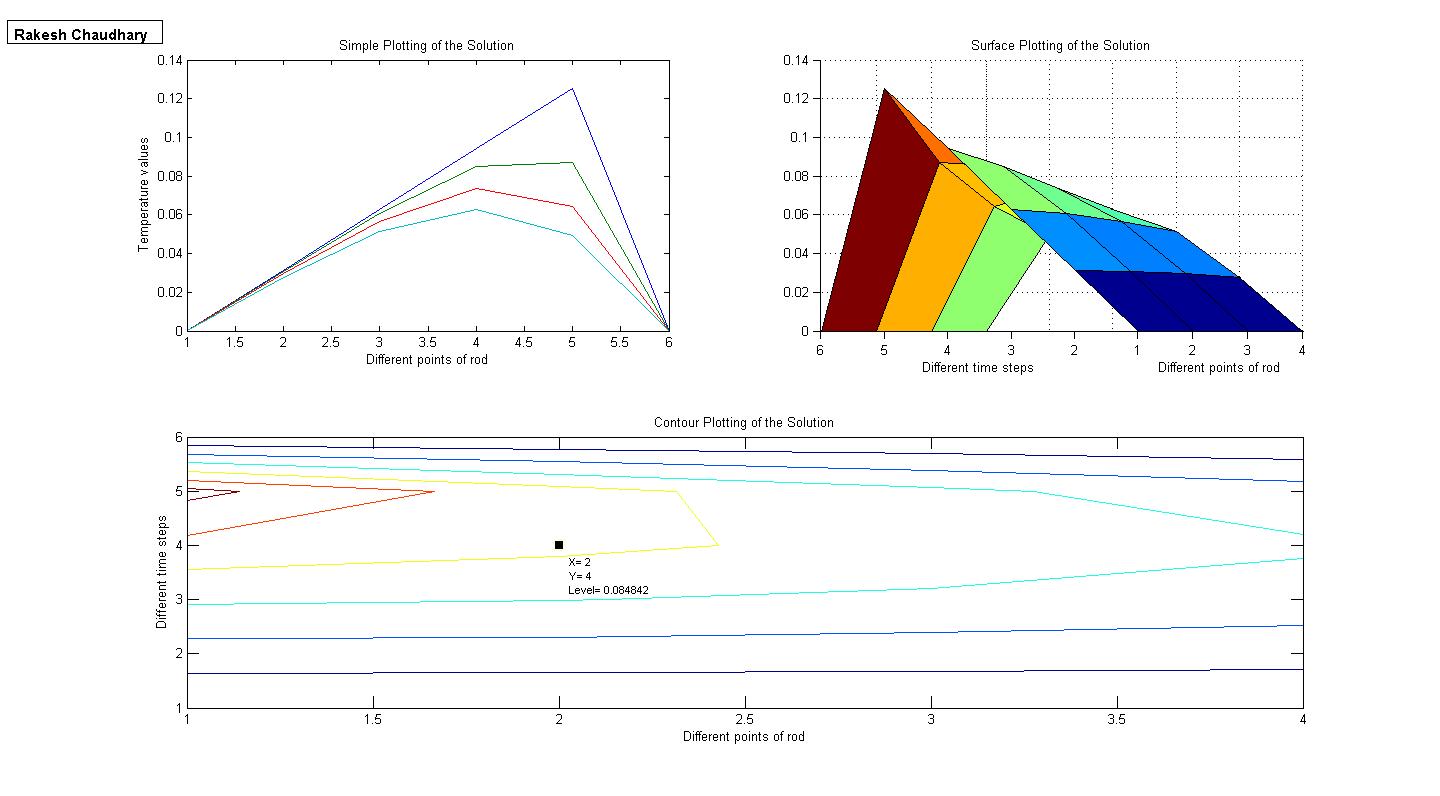 Rakesh Chaudhary
Simple Plotting of the Solution
Temperature values
0.14
0.12
0.1
0.08
0.06
0.04
0.02
0
1 1.5 2 2.5 3 3.5 4 4.5 5 5.5 6
Different points of rod
Surface Plotting of the Solution
0.14
0.12
0.1
0.08
0.06
0.04
0.02
0
6 5 4 3 2 1 2 3 4
Different time steps Different points of rod
Contour Plotting of the Solution
Different time steps
6
5
4
3
2
1
X= 2
Y= 4
Level= 0.084842
1 1.5 2 2.5 3 3.5 4
Different points of rod